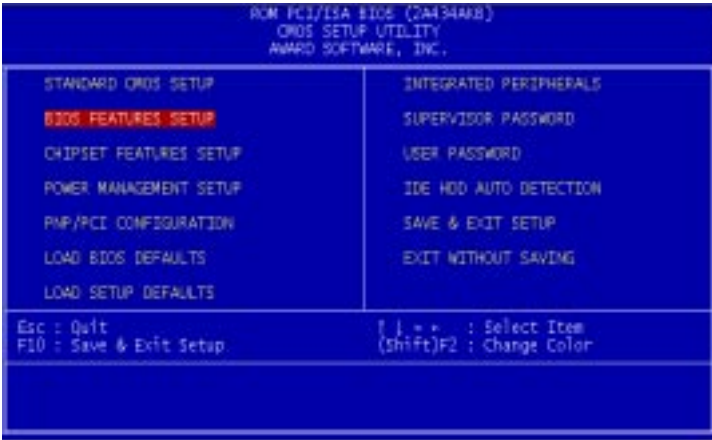 ROM PCI/ISA BIOS (2A434AKB)
CMOS SETUP UTILITY
AWARD SOFTWARE, INC.
STANDARD CMOS SETUP
BIOS FEATURES SETUP
CHIPSET FEATURES SETUP
POWER MANAGEMENT SETUP
PNP/PCI CONFIGURATION
LOAD BIOS DEFAULTS
LOAD SETUP DEFAULTS
INTEGRATED PERIPHERALS
SUPERVISOR PASSWORD
USER PASSWORD
IDE HDD AUTO DETECTION
SAVE & EXIT SETUP
EXIT WITHOUT SAVING
Esc : Quit
F10 : Save & Exit Setup
↑ ↓ → ← : Select Item
(Shift)F2 : Change Color